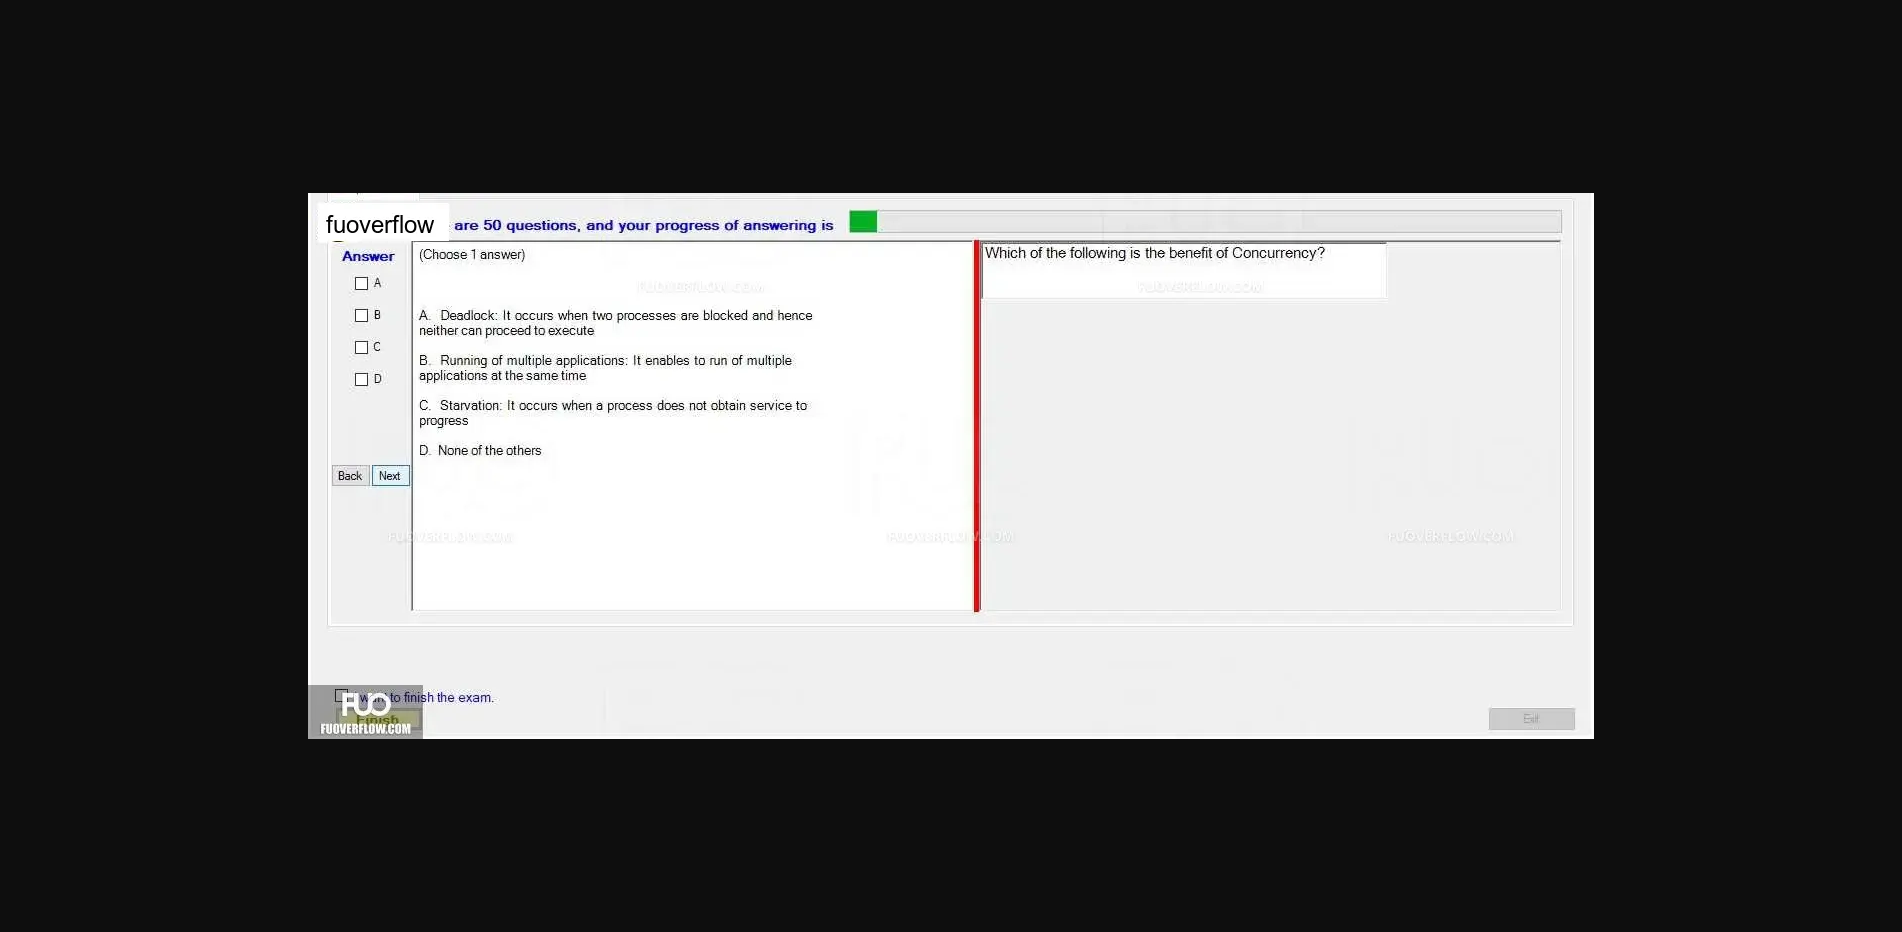 fuoverflow are 50 questions, and your progress of answering is
Answer
(Choose 1 answer)
Which of the following is the benefit of Concurrency?
A
FUOVERFLOW.COM
FUOVERFLOW.COM
B
A. Deadlock: It occurs when two processes are blocked and hence
neither can proceed to execute
C
B. Running of multiple applications: It enables to run of multiple
applications at the same time
D
C. Starvation: It occurs when a process does not obtain service to
progress
D. None of the others
Back Next
FUOVERFLOW.COM
FUOVERFLOW.COM
FUOVERFLOW.COM
I want to finish the exam.
FUO
Finish
FUOVERFLOW.COM
Exit